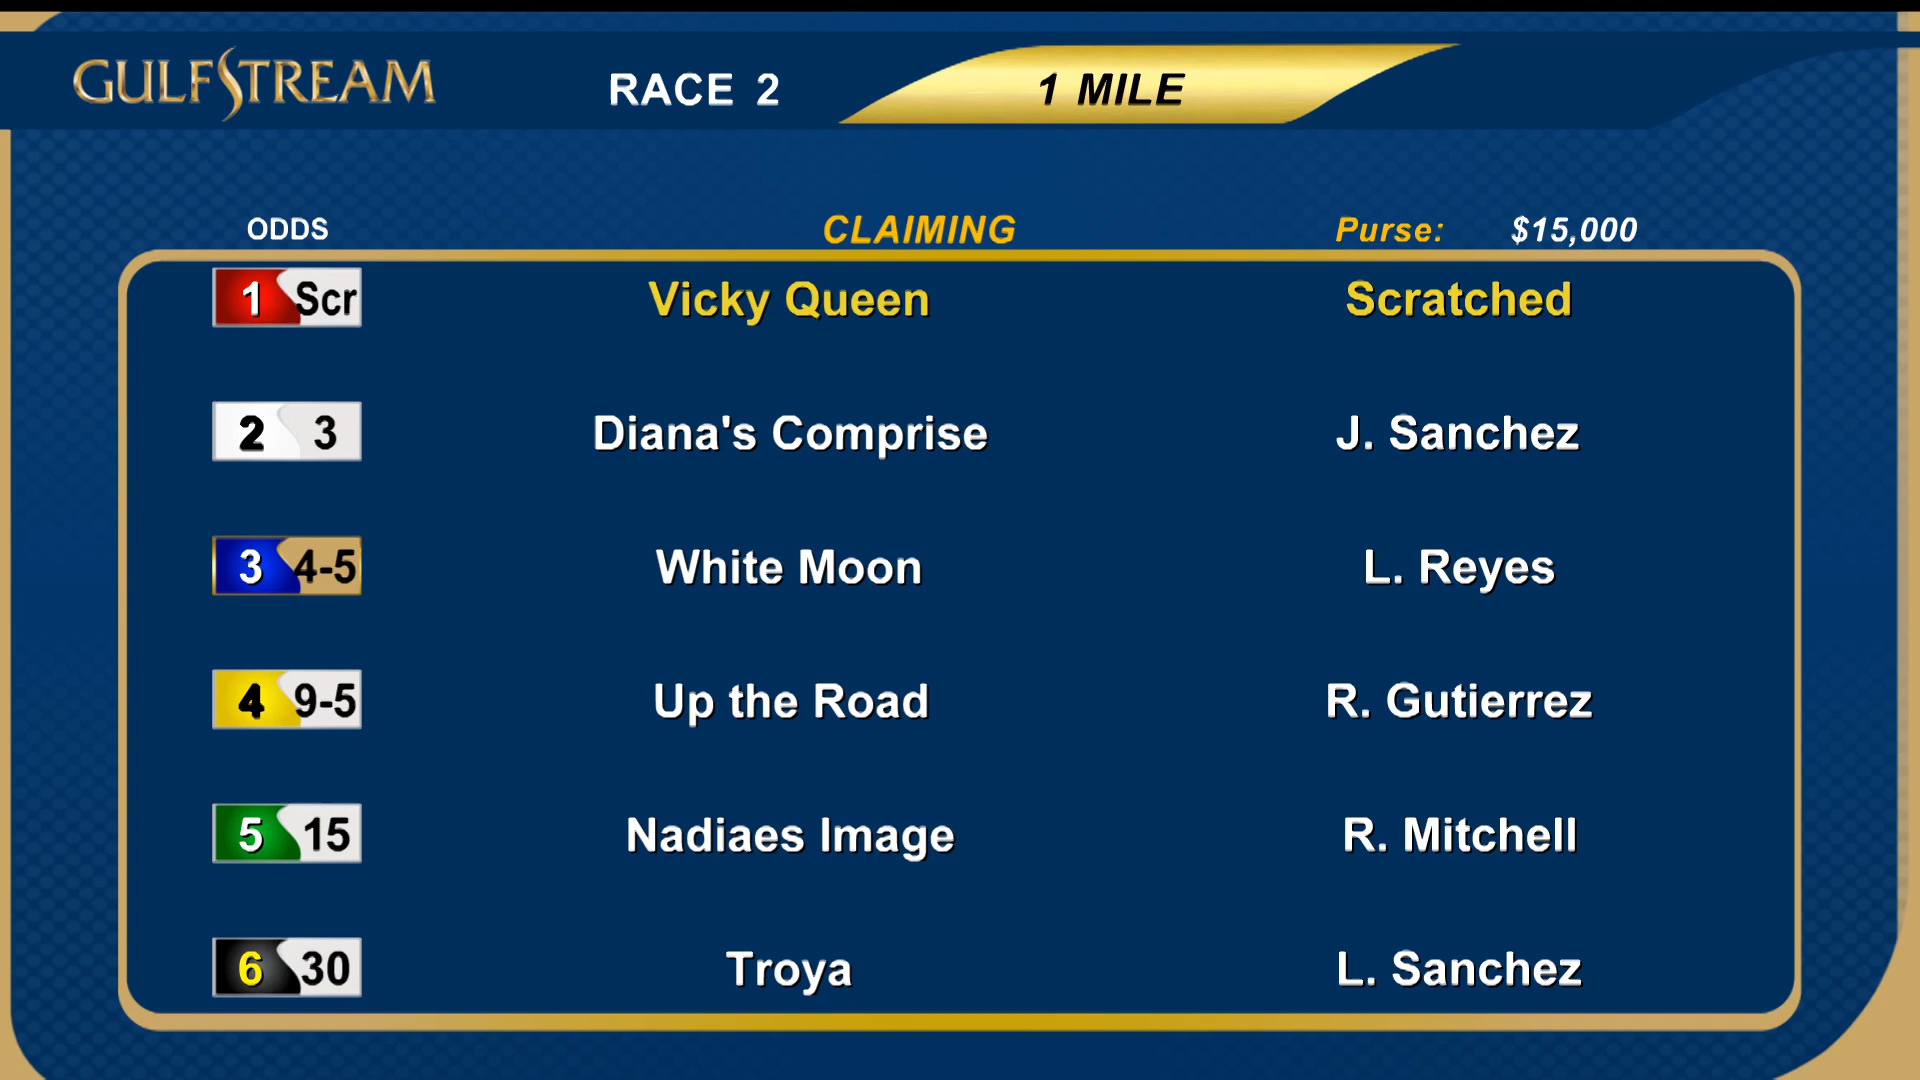 GULFSTREAM RACE 2 1 MILE
ODDS CLAIMING Purse: $15,000
1 Scr Vicky Queen Scratched
2 3 Diana's Comprise J. Sanchez
3 4-5 White Moon L. Reyes
4 9-5 Up the Road R. Gutierrez
5 15 Nadiaes Image R. Mitchell
6 30 Troya L. Sanchez